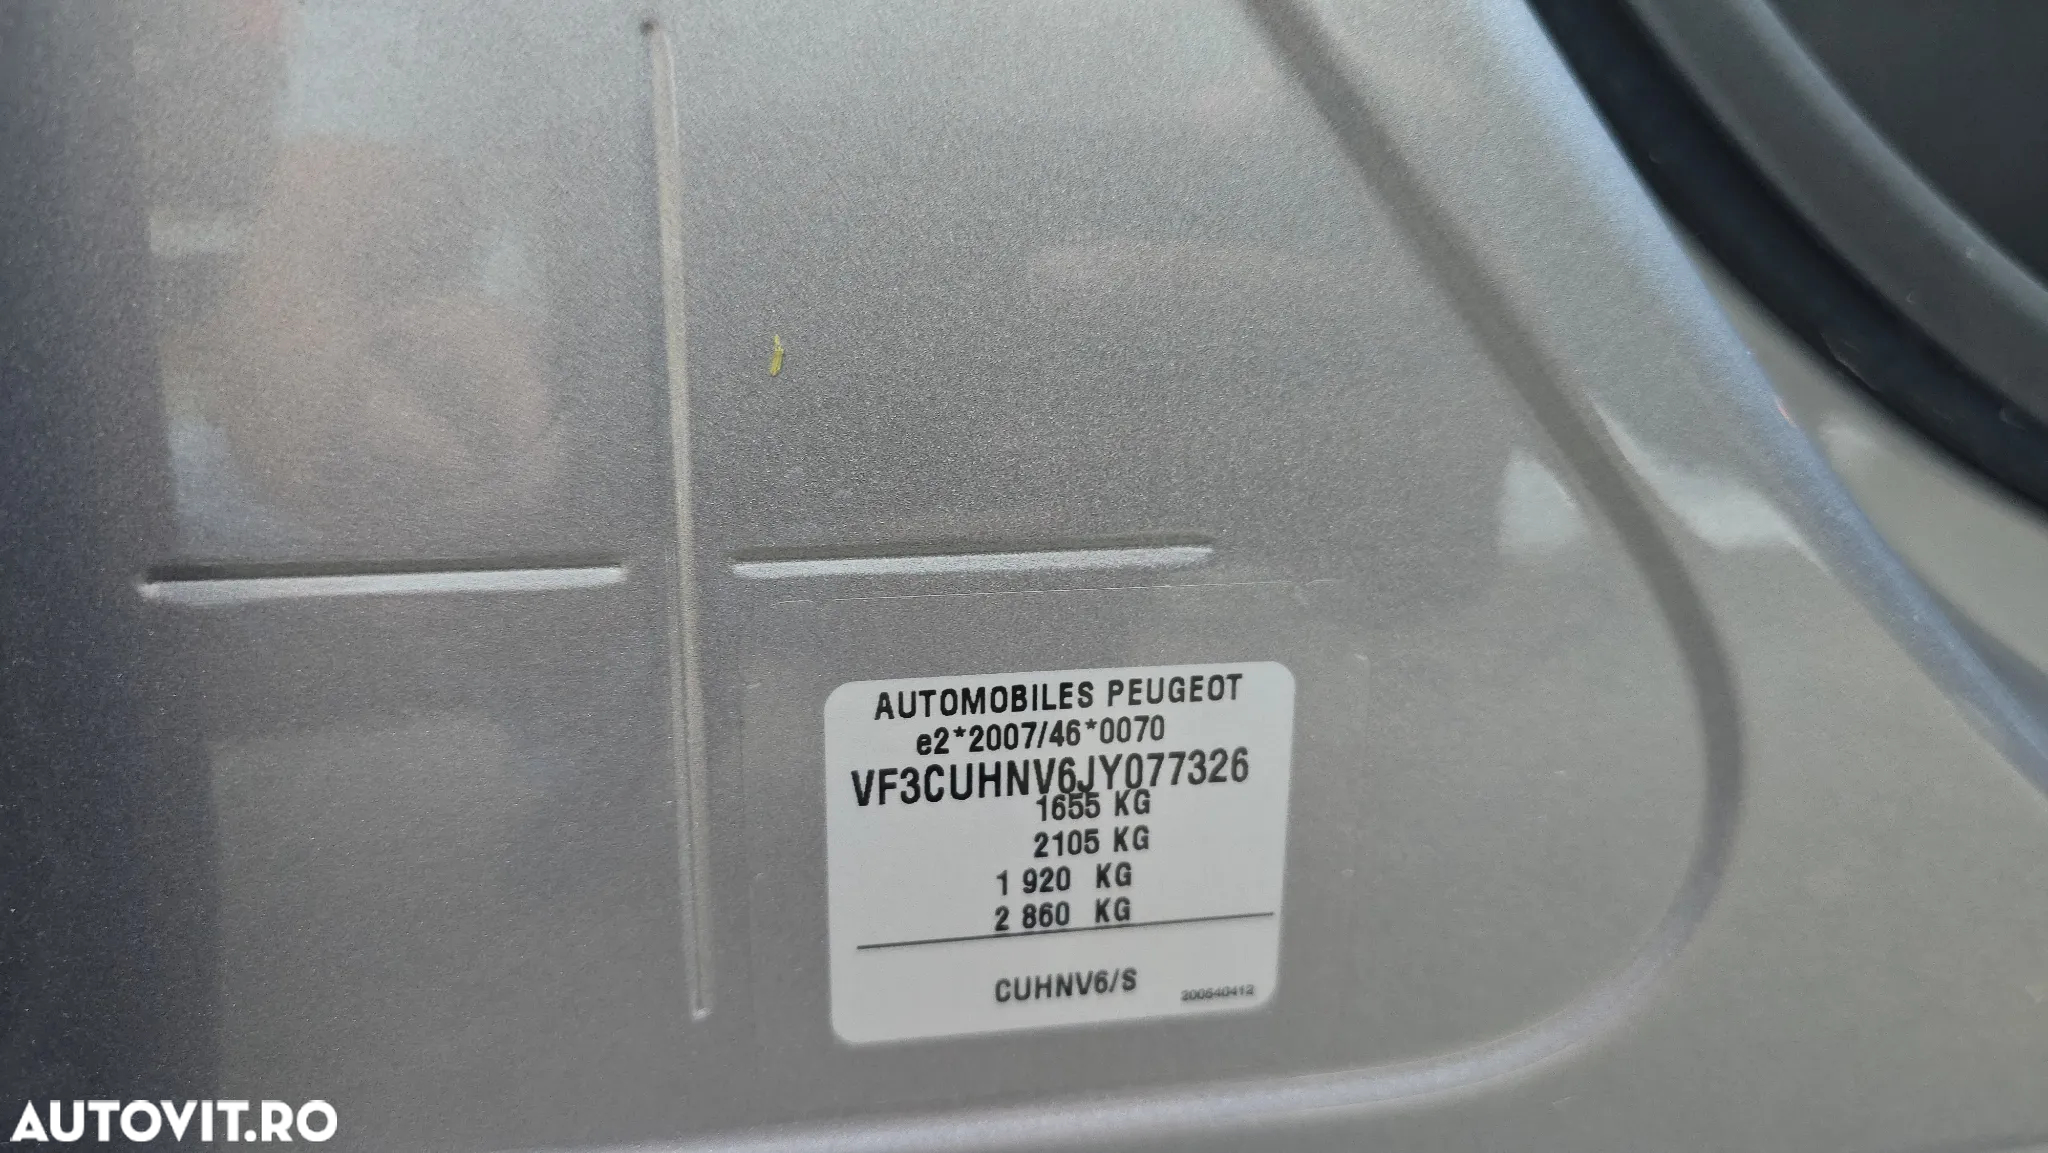 AUTOMOBILES PEUGEOT
e2*2007/46*0070
VF3CUHNV6JY077326
1655 KG
2105 KG
1 920 KG
2 860 KG
CUHNV6/S
200540412
AUTOVIT.RO